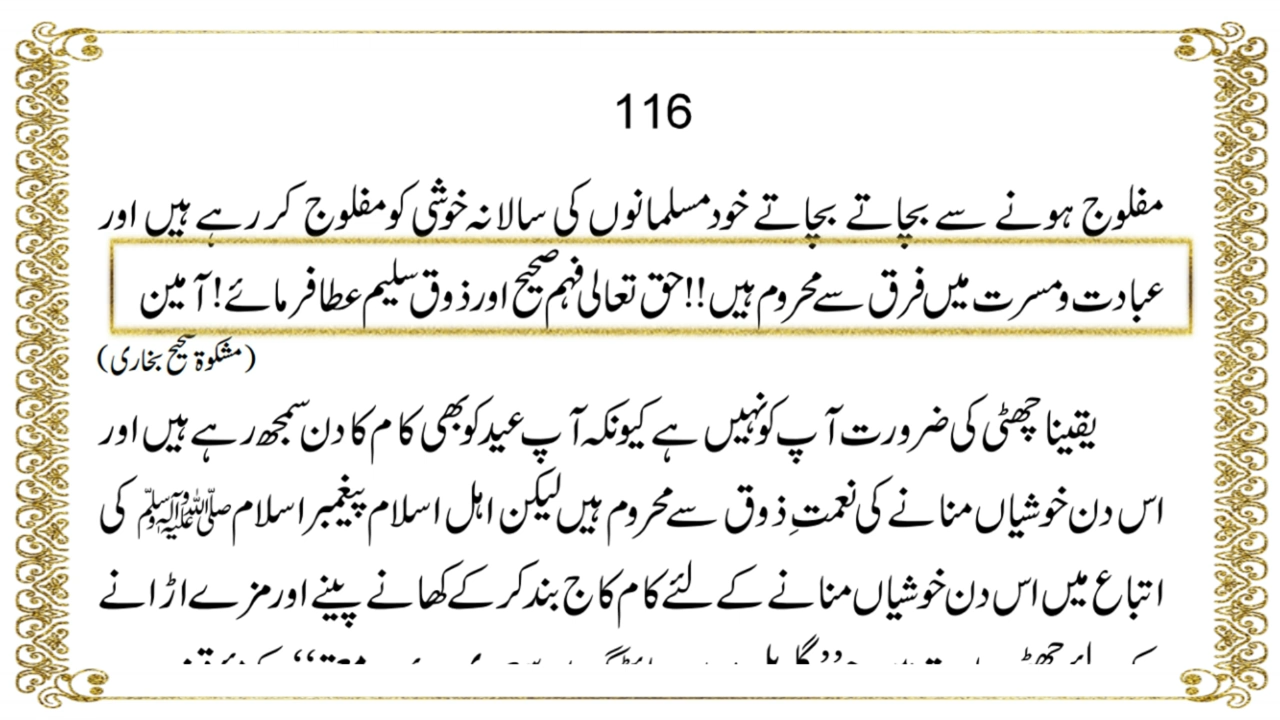 116
مفلوج ہونے سے بچاتے بچاتے خود مسلمانوں کی سالانہ خوشی کو مفلوج کر رہے ہیں اور
عبادت و مسرت میں فرق سے محروم ہیں!! حق تعالی فہم صحیح اور ذوق سلیم عطا فرمائے! آمین
(مشکوۃ صحیح بخاری)
یقینا چھٹی کی ضرورت آپ کو نہیں ہے کیونکہ آپ عید کو بھی کام کا دن سمجھ رہے ہیں اور
اس دن خوشیاں منانے کی نعمتِ ذوق سے محروم ہیں لیکن اہل اسلام پیغمبر اسلام ﷺ کی
اتباع میں اس دن خوشیاں منانے کے لئے کام کاج بند کر کے کھانے پینے اور مزے اڑانے